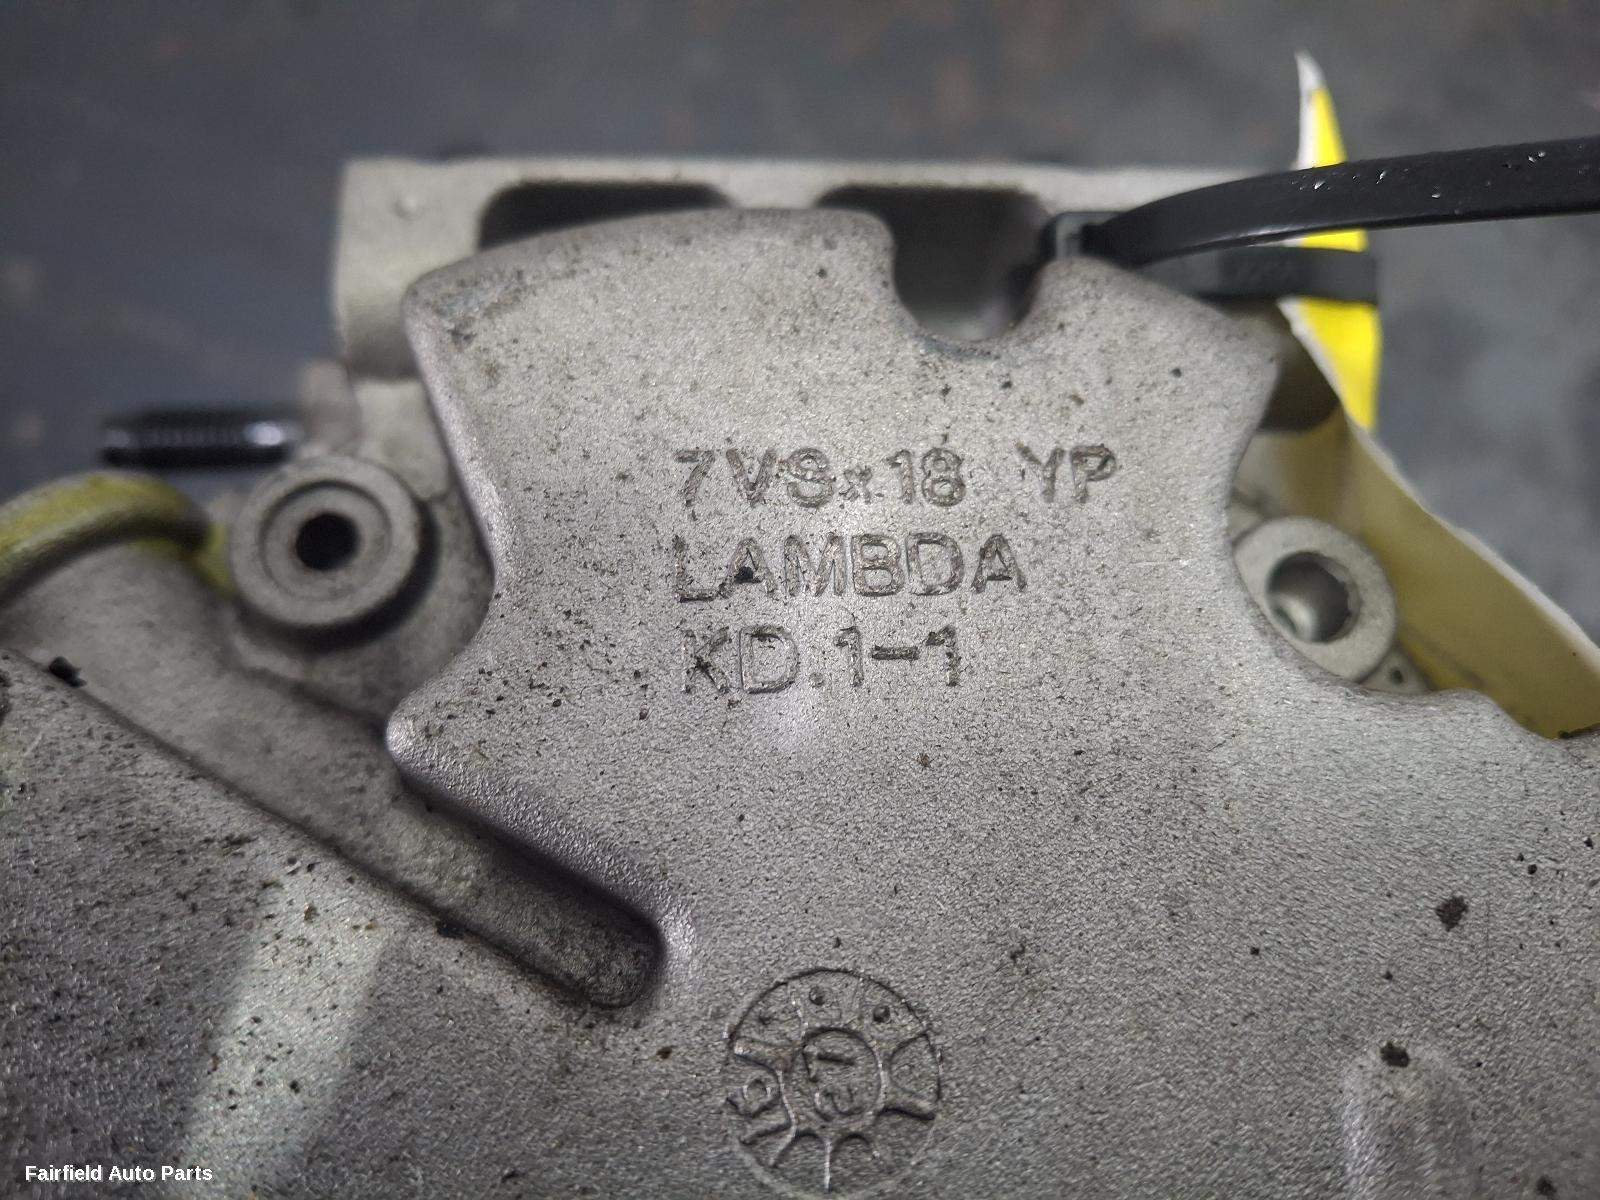 7VSx18 YP
LAMBDA
KD.1-1
Fairfield Auto Parts